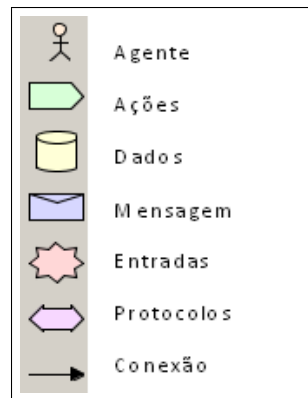 Agente
Ações
Dados
Mensagem
Entradas
Protocolos
Conexão